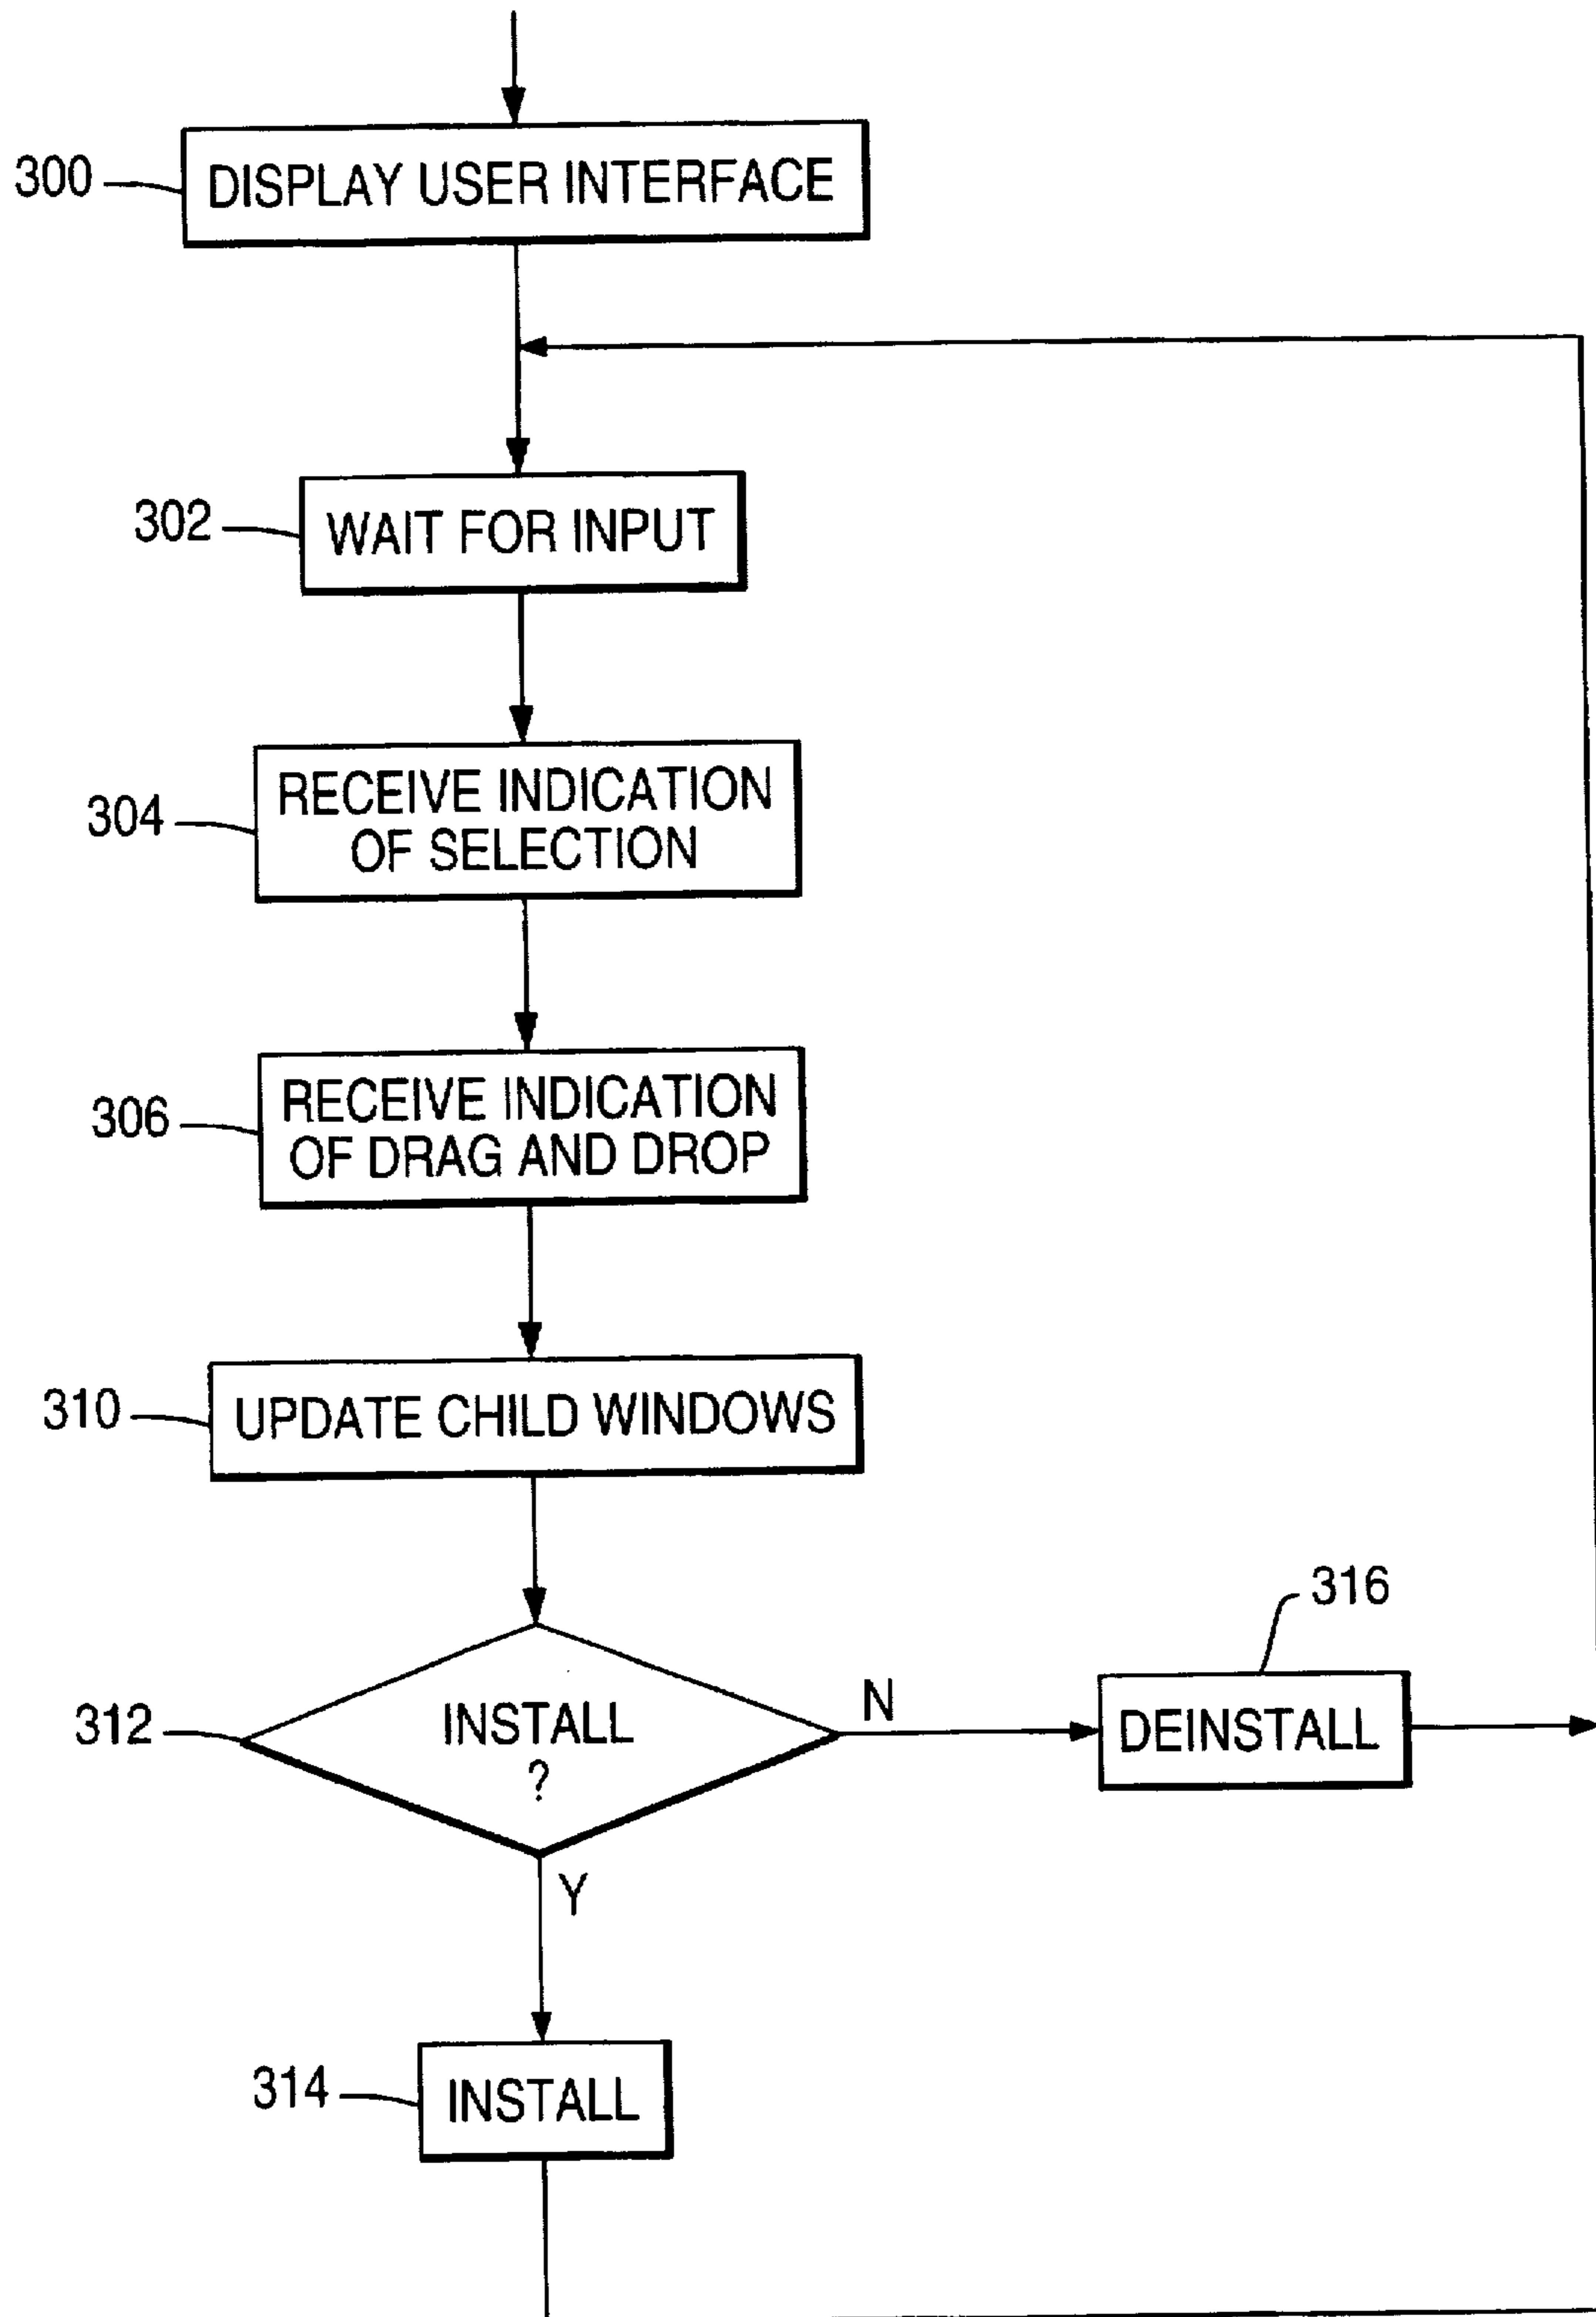 300
DISPLAY USER INTERFACE
302
WAIT FOR INPUT
304
RECEIVE INDICATION
OF SELECTION
306
RECEIVE INDICATION
OF DRAG AND DROP
310
UPDATE CHILD WINDOWS
312
INSTALL
?
N
316
DEINSTALL
Y
314
INSTALL